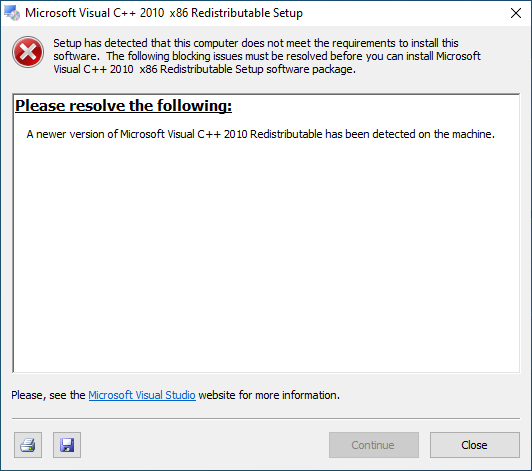 Microsoft Visual C++ 2010  x86 Redistributable Setup
Setup has detected that this computer does not meet the requirements to install this
software.  The following blocking issues must be resolved before you can install Microsoft
Visual C++ 2010  x86 Redistributable Setup software package.
Please resolve the following:
A newer version of Microsoft Visual C++ 2010 Redistributable has been detected on the machine.
Please, see the Microsoft Visual Studio website for more information.
Continue Close